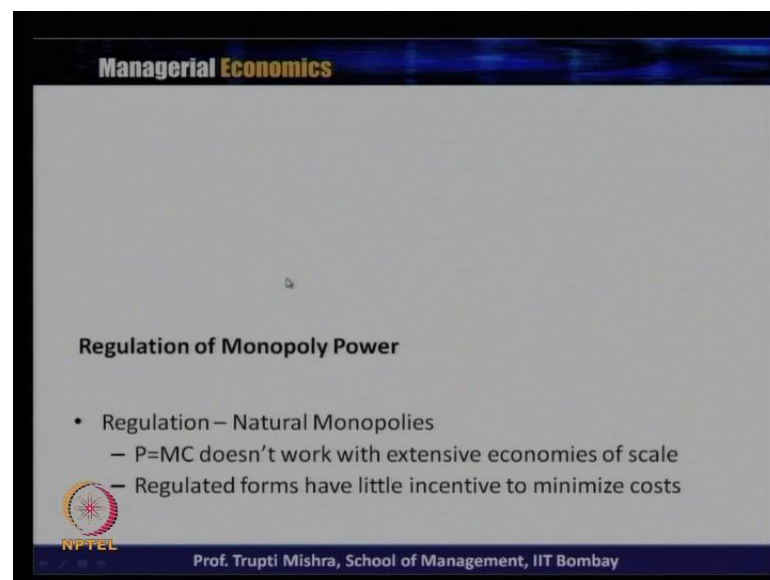 Managerial Economics
Regulation of Monopoly Power
• Regulation – Natural Monopolies
– P=MC doesn't work with extensive economies of scale
– Regulated forms have little incentive to minimize costs
NPTEL
Prof. Trupti Mishra, School of Management, IIT Bombay